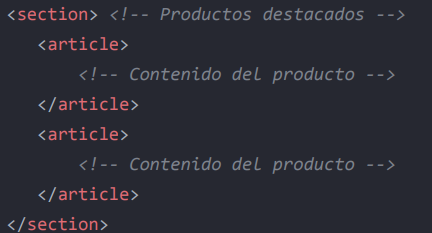 <section> <!-- Productos destacados -->
<article>
<!-- Contenido del producto -->
</article>
<article>
<!-- Contenido del producto -->
</article>
</section>